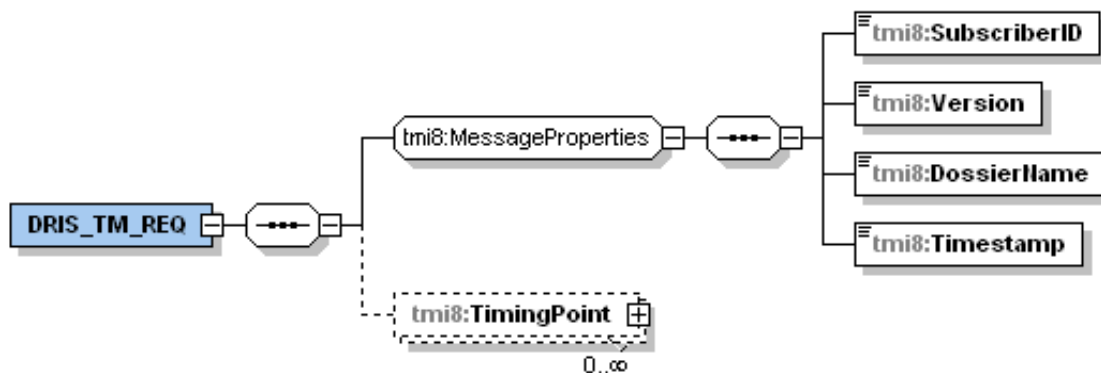 tmi8:SubscriberID
tmi8:Version
tmi8:MessageProperties
tmi8:DossierName
DRIS_TM_REQ
tmi8:Timestamp
tmi8:TimingPoint
0..∞